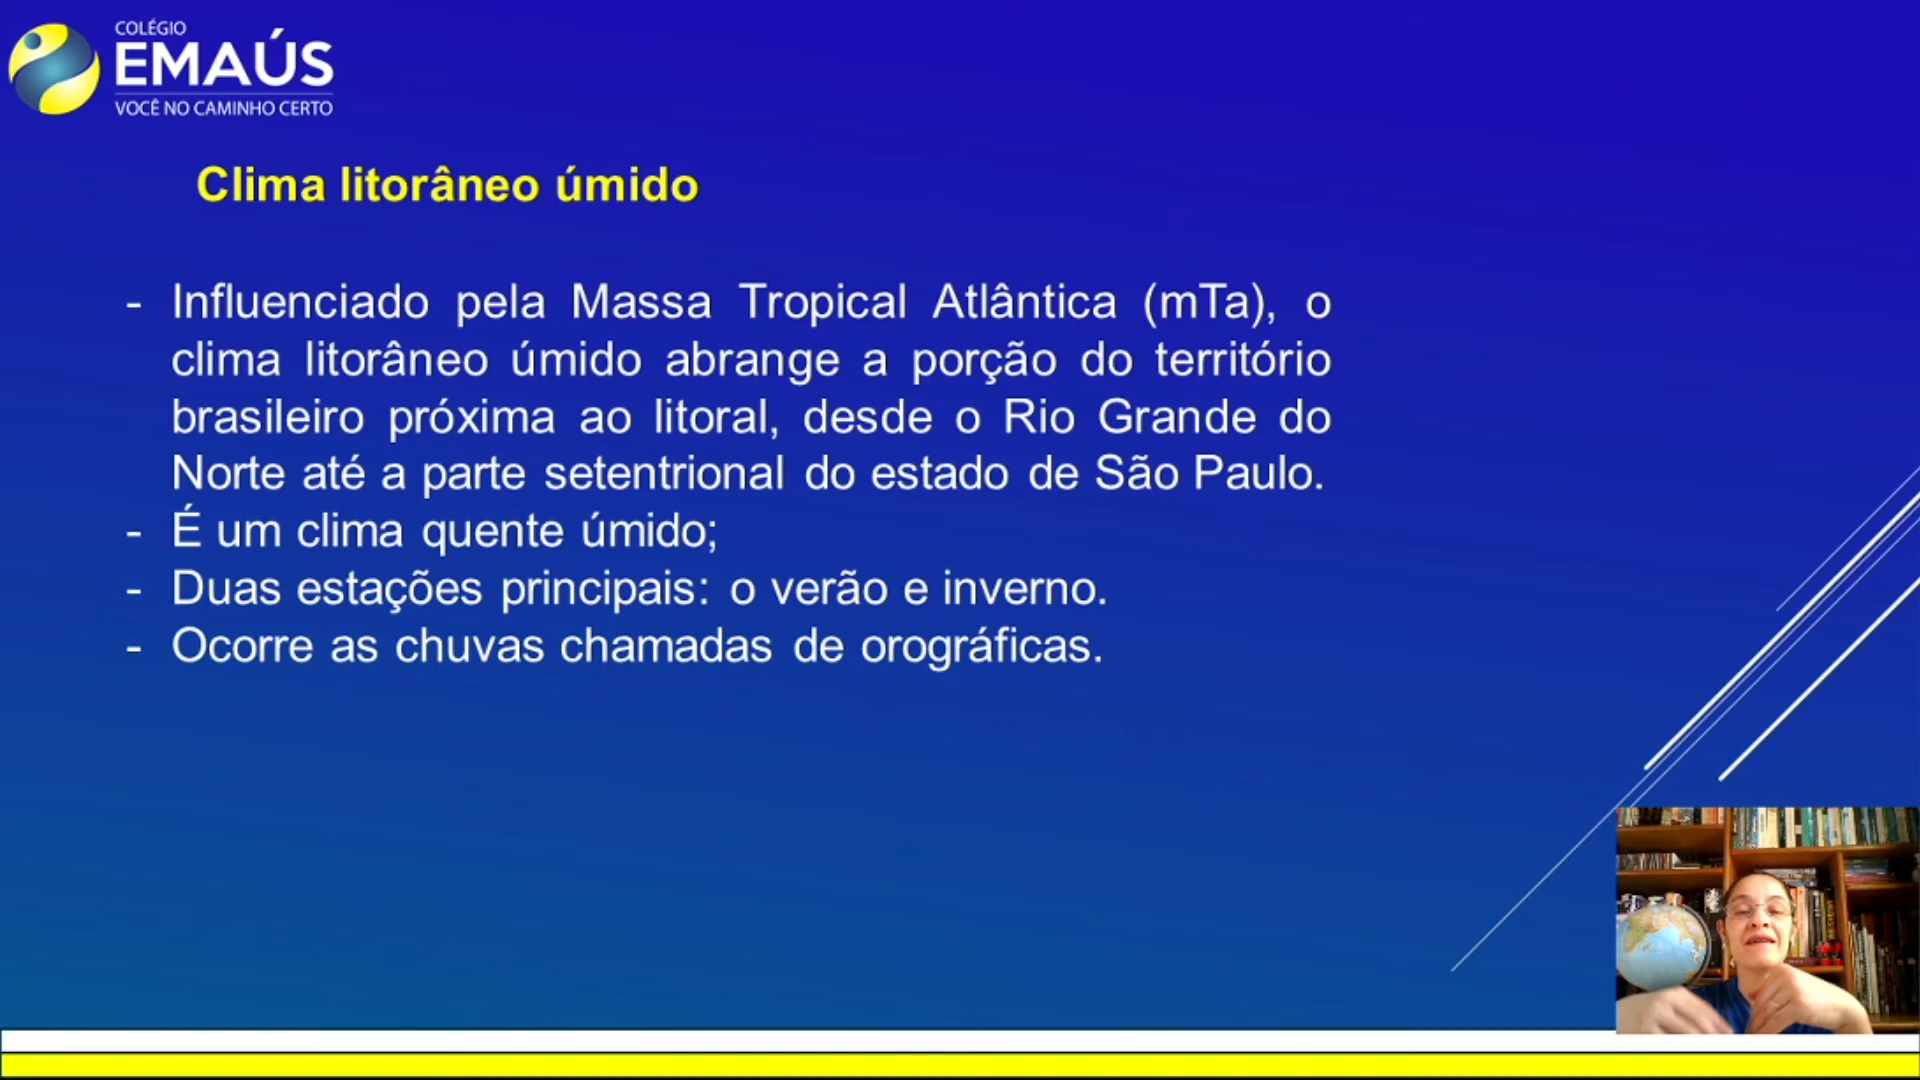 COLÉGIO
EMAÚS
VOCÊ NO CAMINHO CERTO
Clima litorâneo úmido
- Influenciado pela Massa Tropical Atlântica (mTa), o
clima litorâneo úmido abrange a porção do território
brasileiro próxima ao litoral, desde o Rio Grande do
Norte até a parte setentrional do estado de São Paulo.
- É um clima quente úmido;
- Duas estações principais: o verão e inverno.
- Ocorre as chuvas chamadas de orográficas.